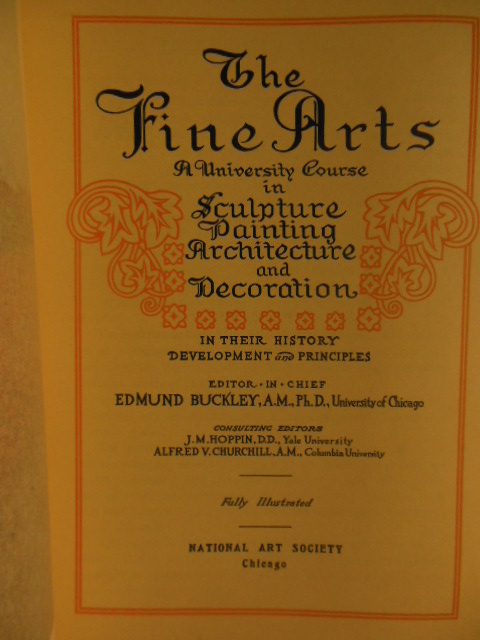 The
Fine Arts
A University Course
in
Sculpture
Painting
Architecture
and
Decoration
IN THEIR HISTORY
DEVELOPMENT and PRINCIPLES
EDITOR · IN · CHIEF
EDMUND BUCKLEY, A.M., Ph.D., University of Chicago
CONSULTING EDITORS
J.M. HOPPIN, D.D., Yale University
ALFRED V. CHURCHILL, A.M., Columbia University
Fully Illustrated
NATIONAL ART SOCIETY
Chicago